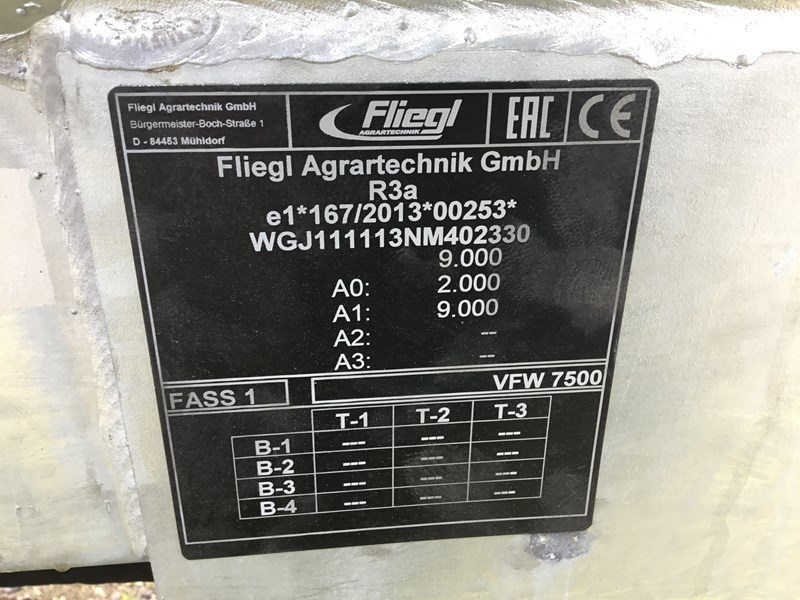 Fliegl Agrartechnik GmbH
Bürgermeister-Boch-Straße 1
D - 84453 Mühldorf
Fliegl
AGRARTECHNIK
EAC
CE
Fliegl Agrartechnik GmbH
R3a
e1*167/2013*00253*
WGJ111113NM402330
9.000
A0: 2.000
A1: 9.000
A2: --
A3: --
FASS 1 VFW 7500
T-1 T-2 T-3
B-1 --- --- ---
B-2 --- --- ---
B-3 --- --- ---
B-4 --- --- ---